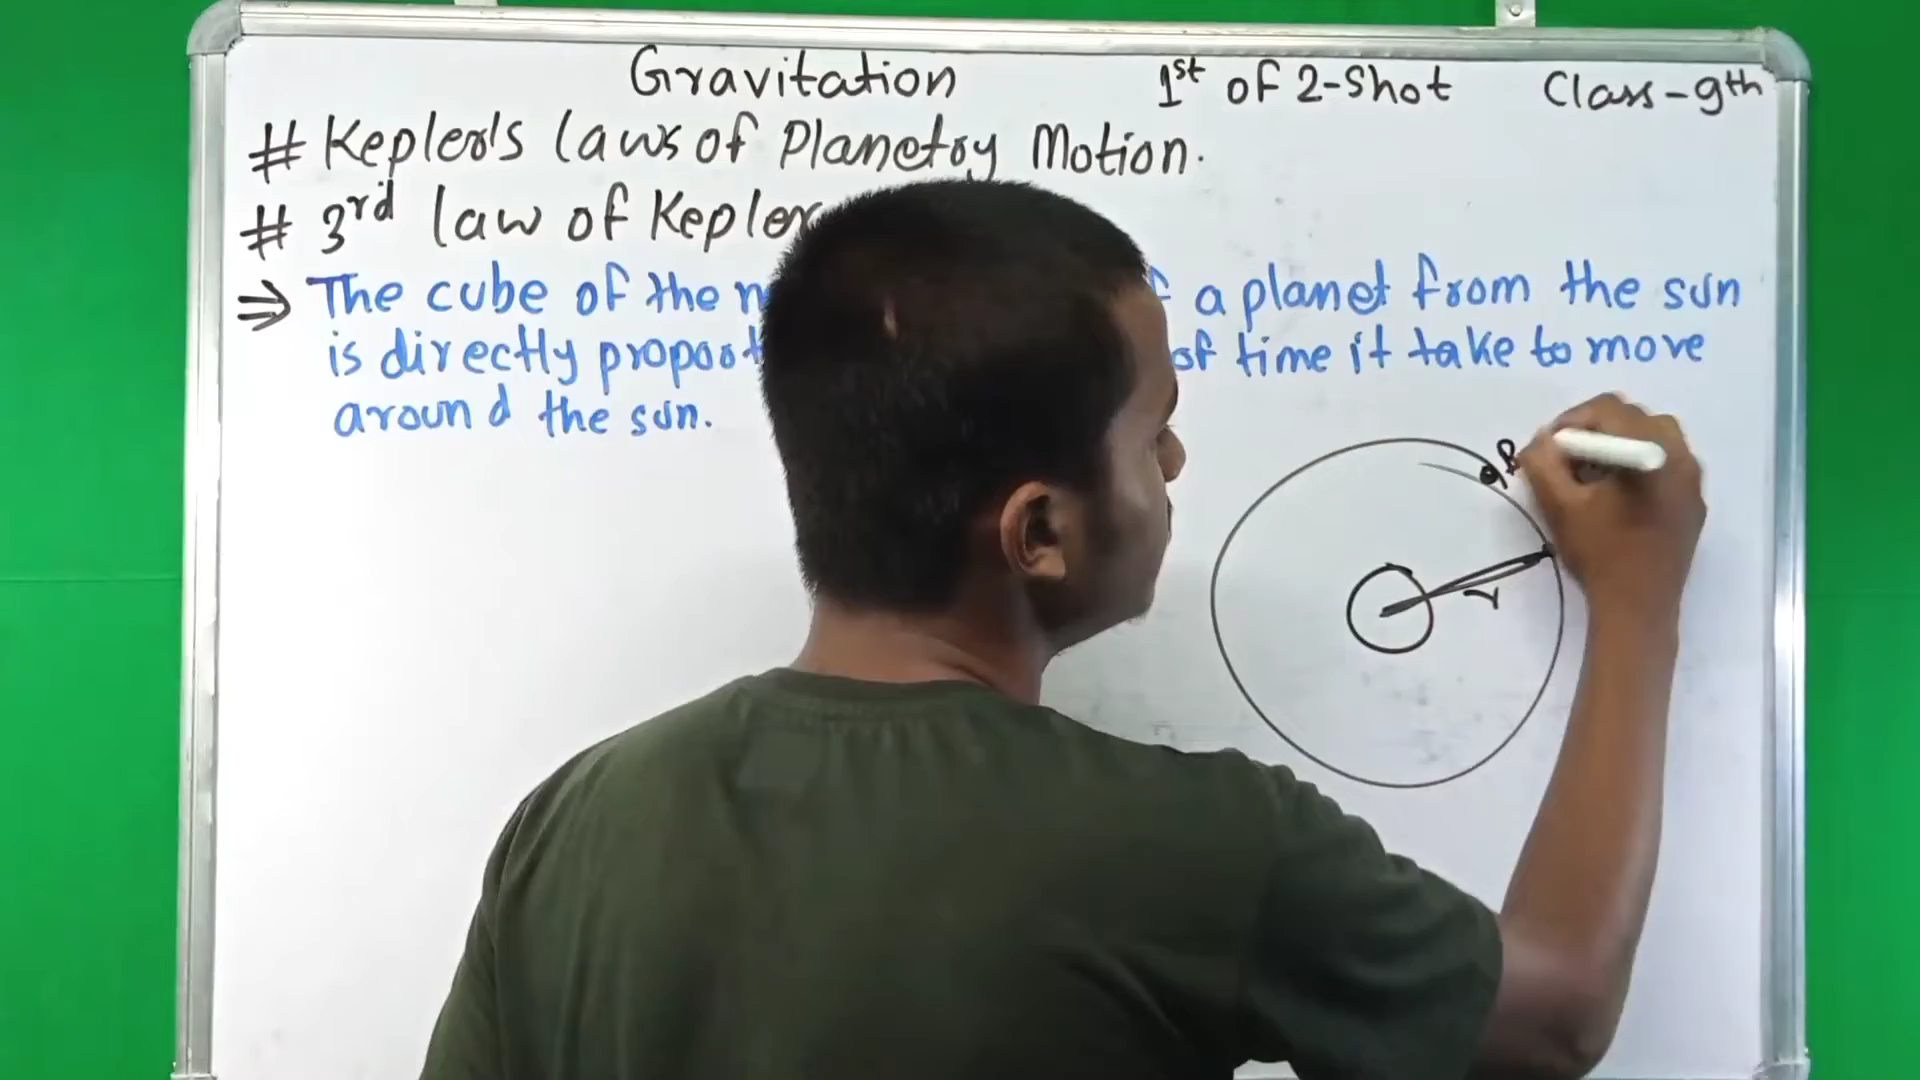 Gravitation 1st of 2-Shot Class-9th
# Kepler's Laws of Planetry Motion.
# 3rd law of Kepler
⇒ The cube of the a planet from the sun
is directly of time it take to move
around the sun.
r